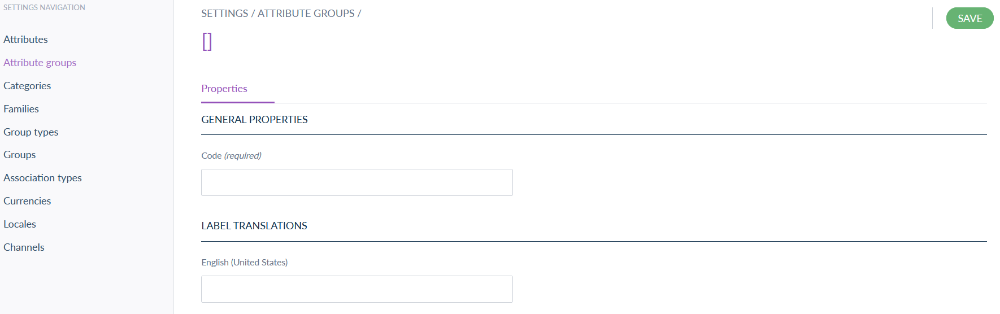 SETTINGS NAVIGATION
Attributes
Attribute groups
Categories
Families
Group types
Groups
Association types
Currencies
Locales
Channels
SETTINGS / ATTRIBUTE GROUPS /
SAVE
[]
Properties
GENERAL PROPERTIES
Code (required)
LABEL TRANSLATIONS
English (United States)